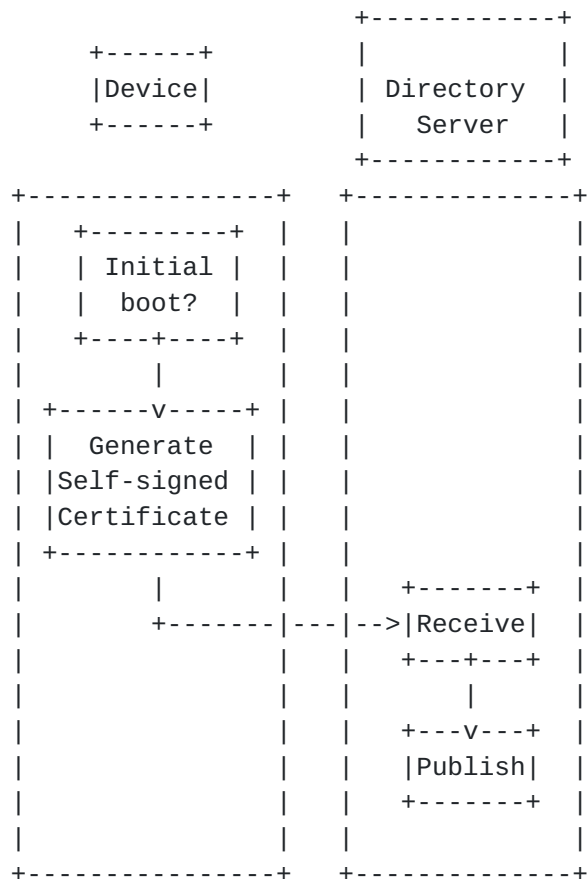 Device
Directory
Server
Initial
boot?
Generate
Self-signed
Certificate
Receive
Publish